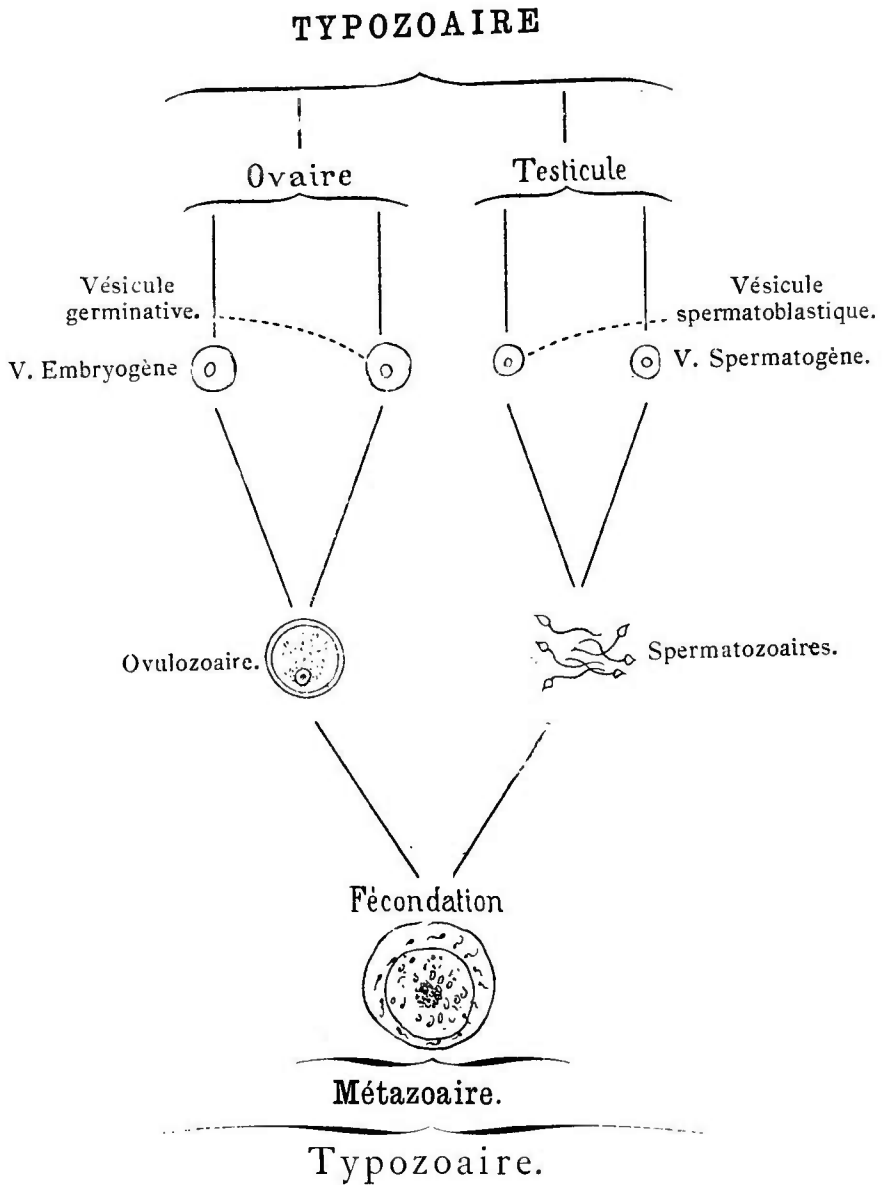 TYPOZOAIRE
Ovaire
Testicule
Vésicule
germinative.
Vésicule
spermatoblastique.
V. Embryogène
V. Spermatogène.
Ovulozoaire.
Spermatozoaires.
Fécondation
Métazoaire.
Typozoaire.